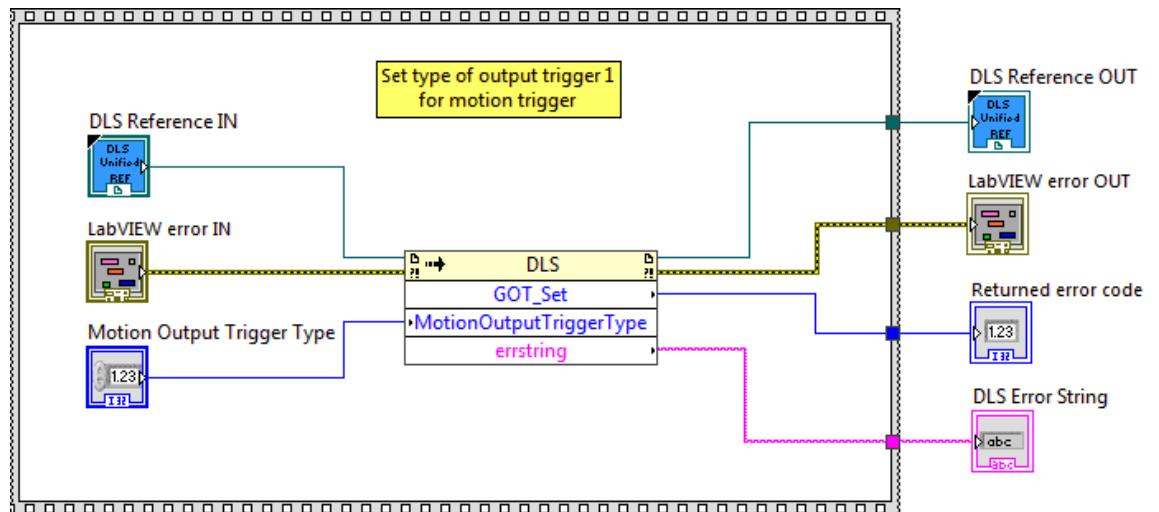 Set type of output trigger 1
for motion trigger
DLS Reference IN
DLS
Unified
REF
LabVIEW error IN
Motion Output Trigger Type
1.23
I32
DLS
GOT_Set
MotionOutputTriggerType
errstring
DLS Reference OUT
DLS
Unified
REF
LabVIEW error OUT
Returned error code
1.23
I32
DLS Error String
abc
abc